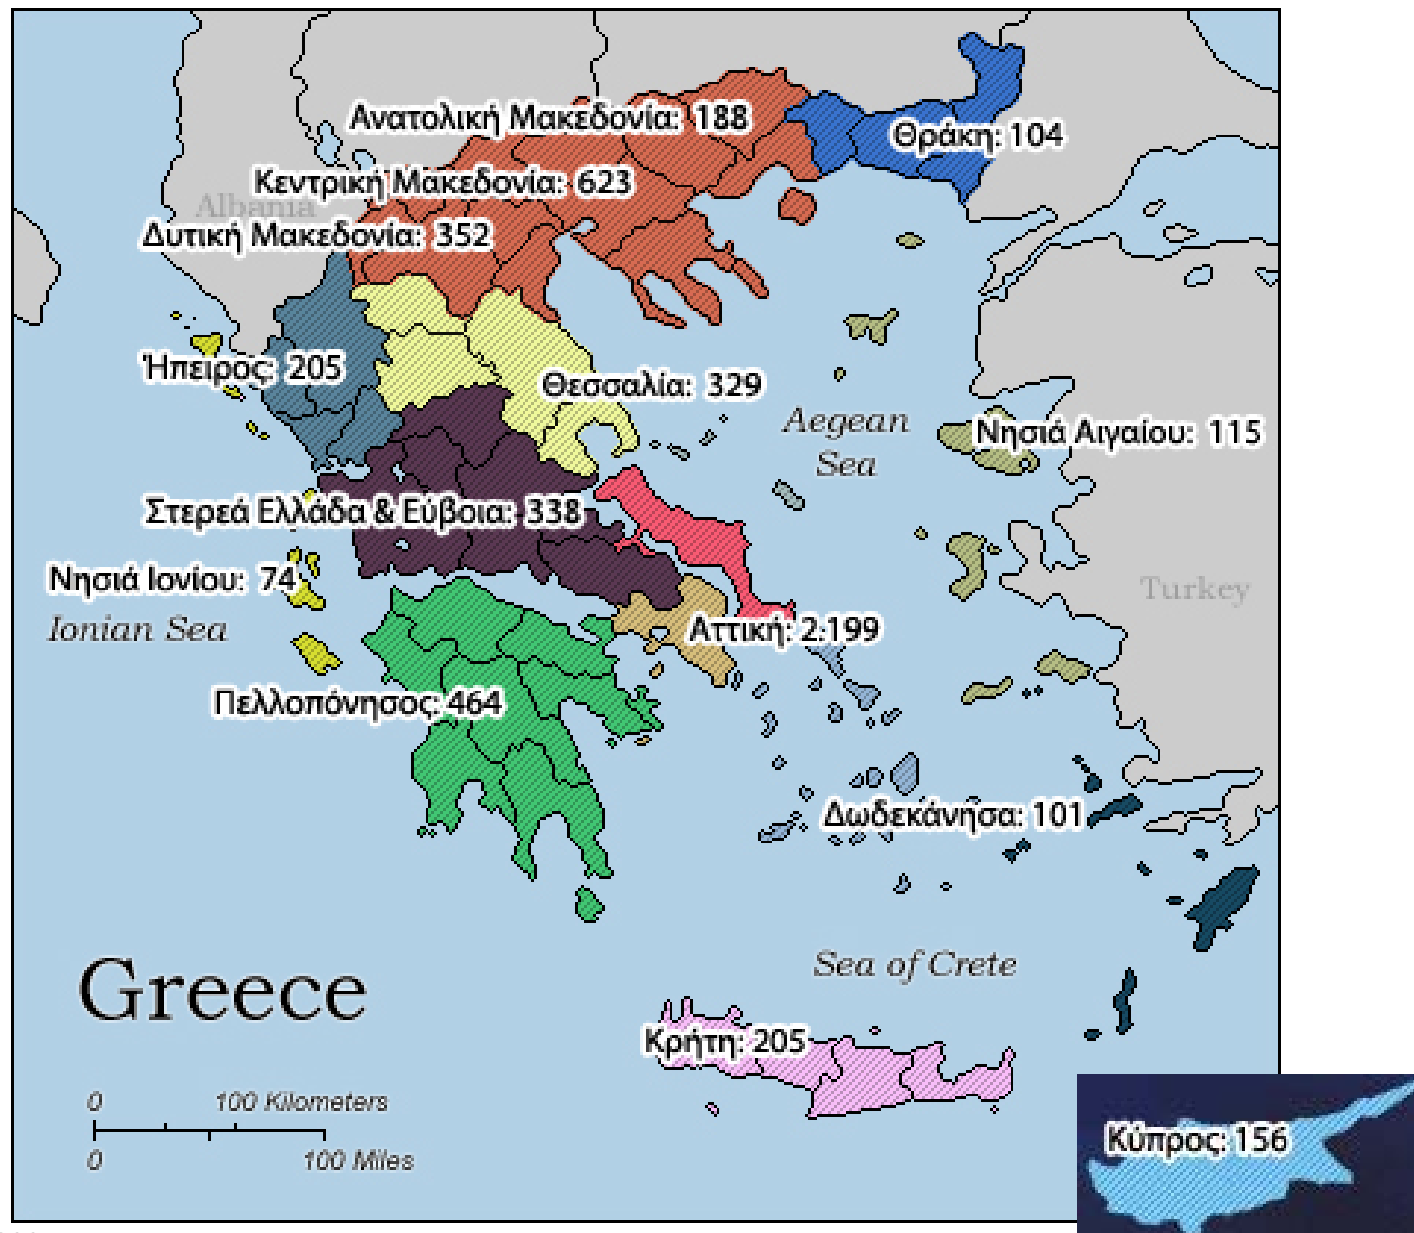 Ανατολική Μακεδονία: 188
Θράκη: 104
Κεντρική Μακεδονία: 623
Albania
Δυτική Μακεδονία: 352
Ήπειρος: 205
Θεσσαλία: 329
Aegean
Sea
Νησιά Αιγαίου: 115
Στερεά Ελλάδα & Εύβοια: 338
Νησιά Ιονίου: 74
Turkey
Ionian Sea
Αττική: 2.199
Πελλοπόνησος: 464
Δωδεκάνησα: 101
Sea of Crete
Greece
Κρήτη: 205
0 100 Kilometers
0 100 Miles
Κύπρος: 156